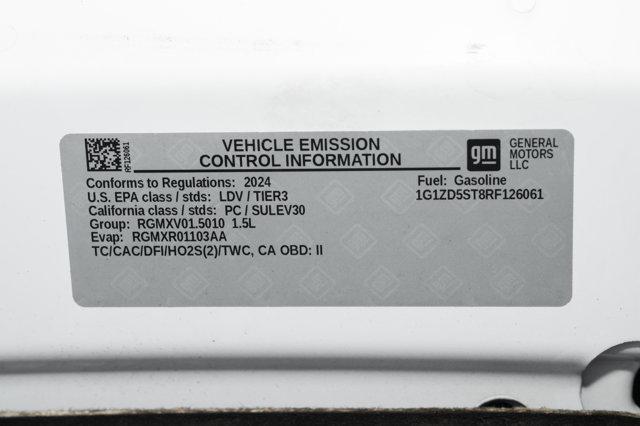 RF126061
VEHICLE EMISSION
CONTROL INFORMATION
gm
GENERAL
MOTORS
LLC
Conforms to Regulations: 2024
Fuel: Gasoline
U.S. EPA class / stds: LDV / TIER3
1G1ZD5ST8RF126061
California class / stds: PC / SULEV30
Group: RGMXV01.5010 1.5L
Evap: RGMXR01103AA
TC/CAC/DFI/HO2S(2)/TWC, CA OBD: II